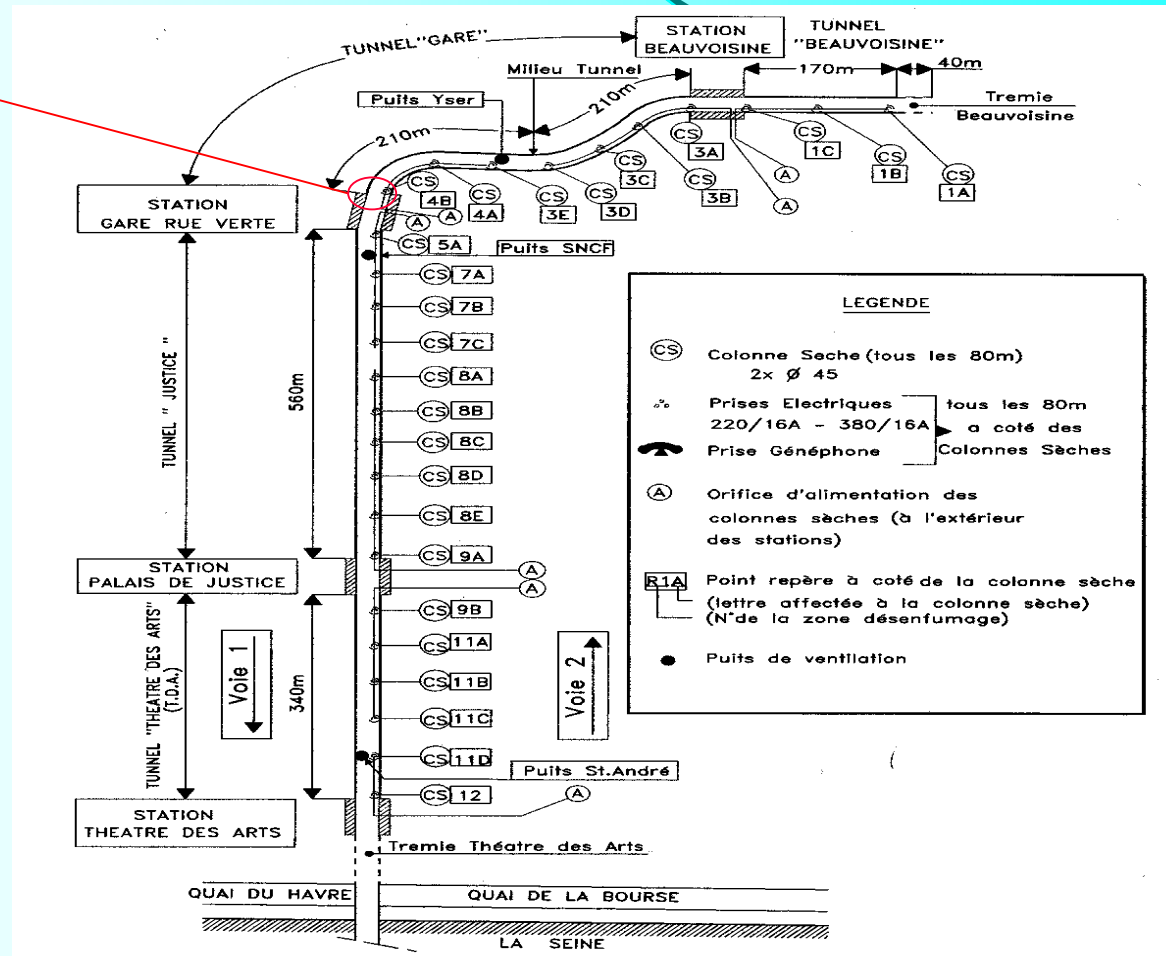 TUNNEL"GARE"
STATION
BEAUVOISINE
TUNNEL
"BEAUVOISINE"
170m
40m
Milieu Tunnel
210m
Puits Yser
Tremie
Beauvoisine
210m
CS 3A
CS 1C
CS 1B
CS 1A
CS 3C
CS 3B
CS 4B
CS 4A
CS 3E
CS 3D
A
A
A
A
STATION
GARE RUE VERTE
CS 5A
Puits SNCF
CS 7A
CS 7B
CS 7C
CS 8A
CS 8B
CS 8C
CS 8D
CS 8E
CS 9A
TUNNEL " JUSTICE "
560m
STATION
PALAIS DE JUSTICE
A
A
CS 9B
CS 11A
CS 11B
CS 11C
CS 11D
Puits St.André
CS 12
A
TUNNEL "THEATRE DES ARTS"
(T.D.A.)
Voie 1
340m
Voie 2
STATION
THEATRE DES ARTS
Tremie Théatre des Arts
QUAI DU HAVRE
QUAI DE LA BOURSE
LA SEINE
LEGENDE
CS Colonne Seche (tous les 80m)
2x Ø 45
Prises Electriques
220/16A - 380/16A
Prise Généphone
tous les 80m
a coté des
Colonnes Sèches
A Orifice d'alimentation des
colonnes sèches (à l'extérieur
des stations)
R1A Point repère à coté de la colonne sèche
(lettre affectée à la colonne sèche)
(N°de la zone désenfumage)
Puits de ventilation